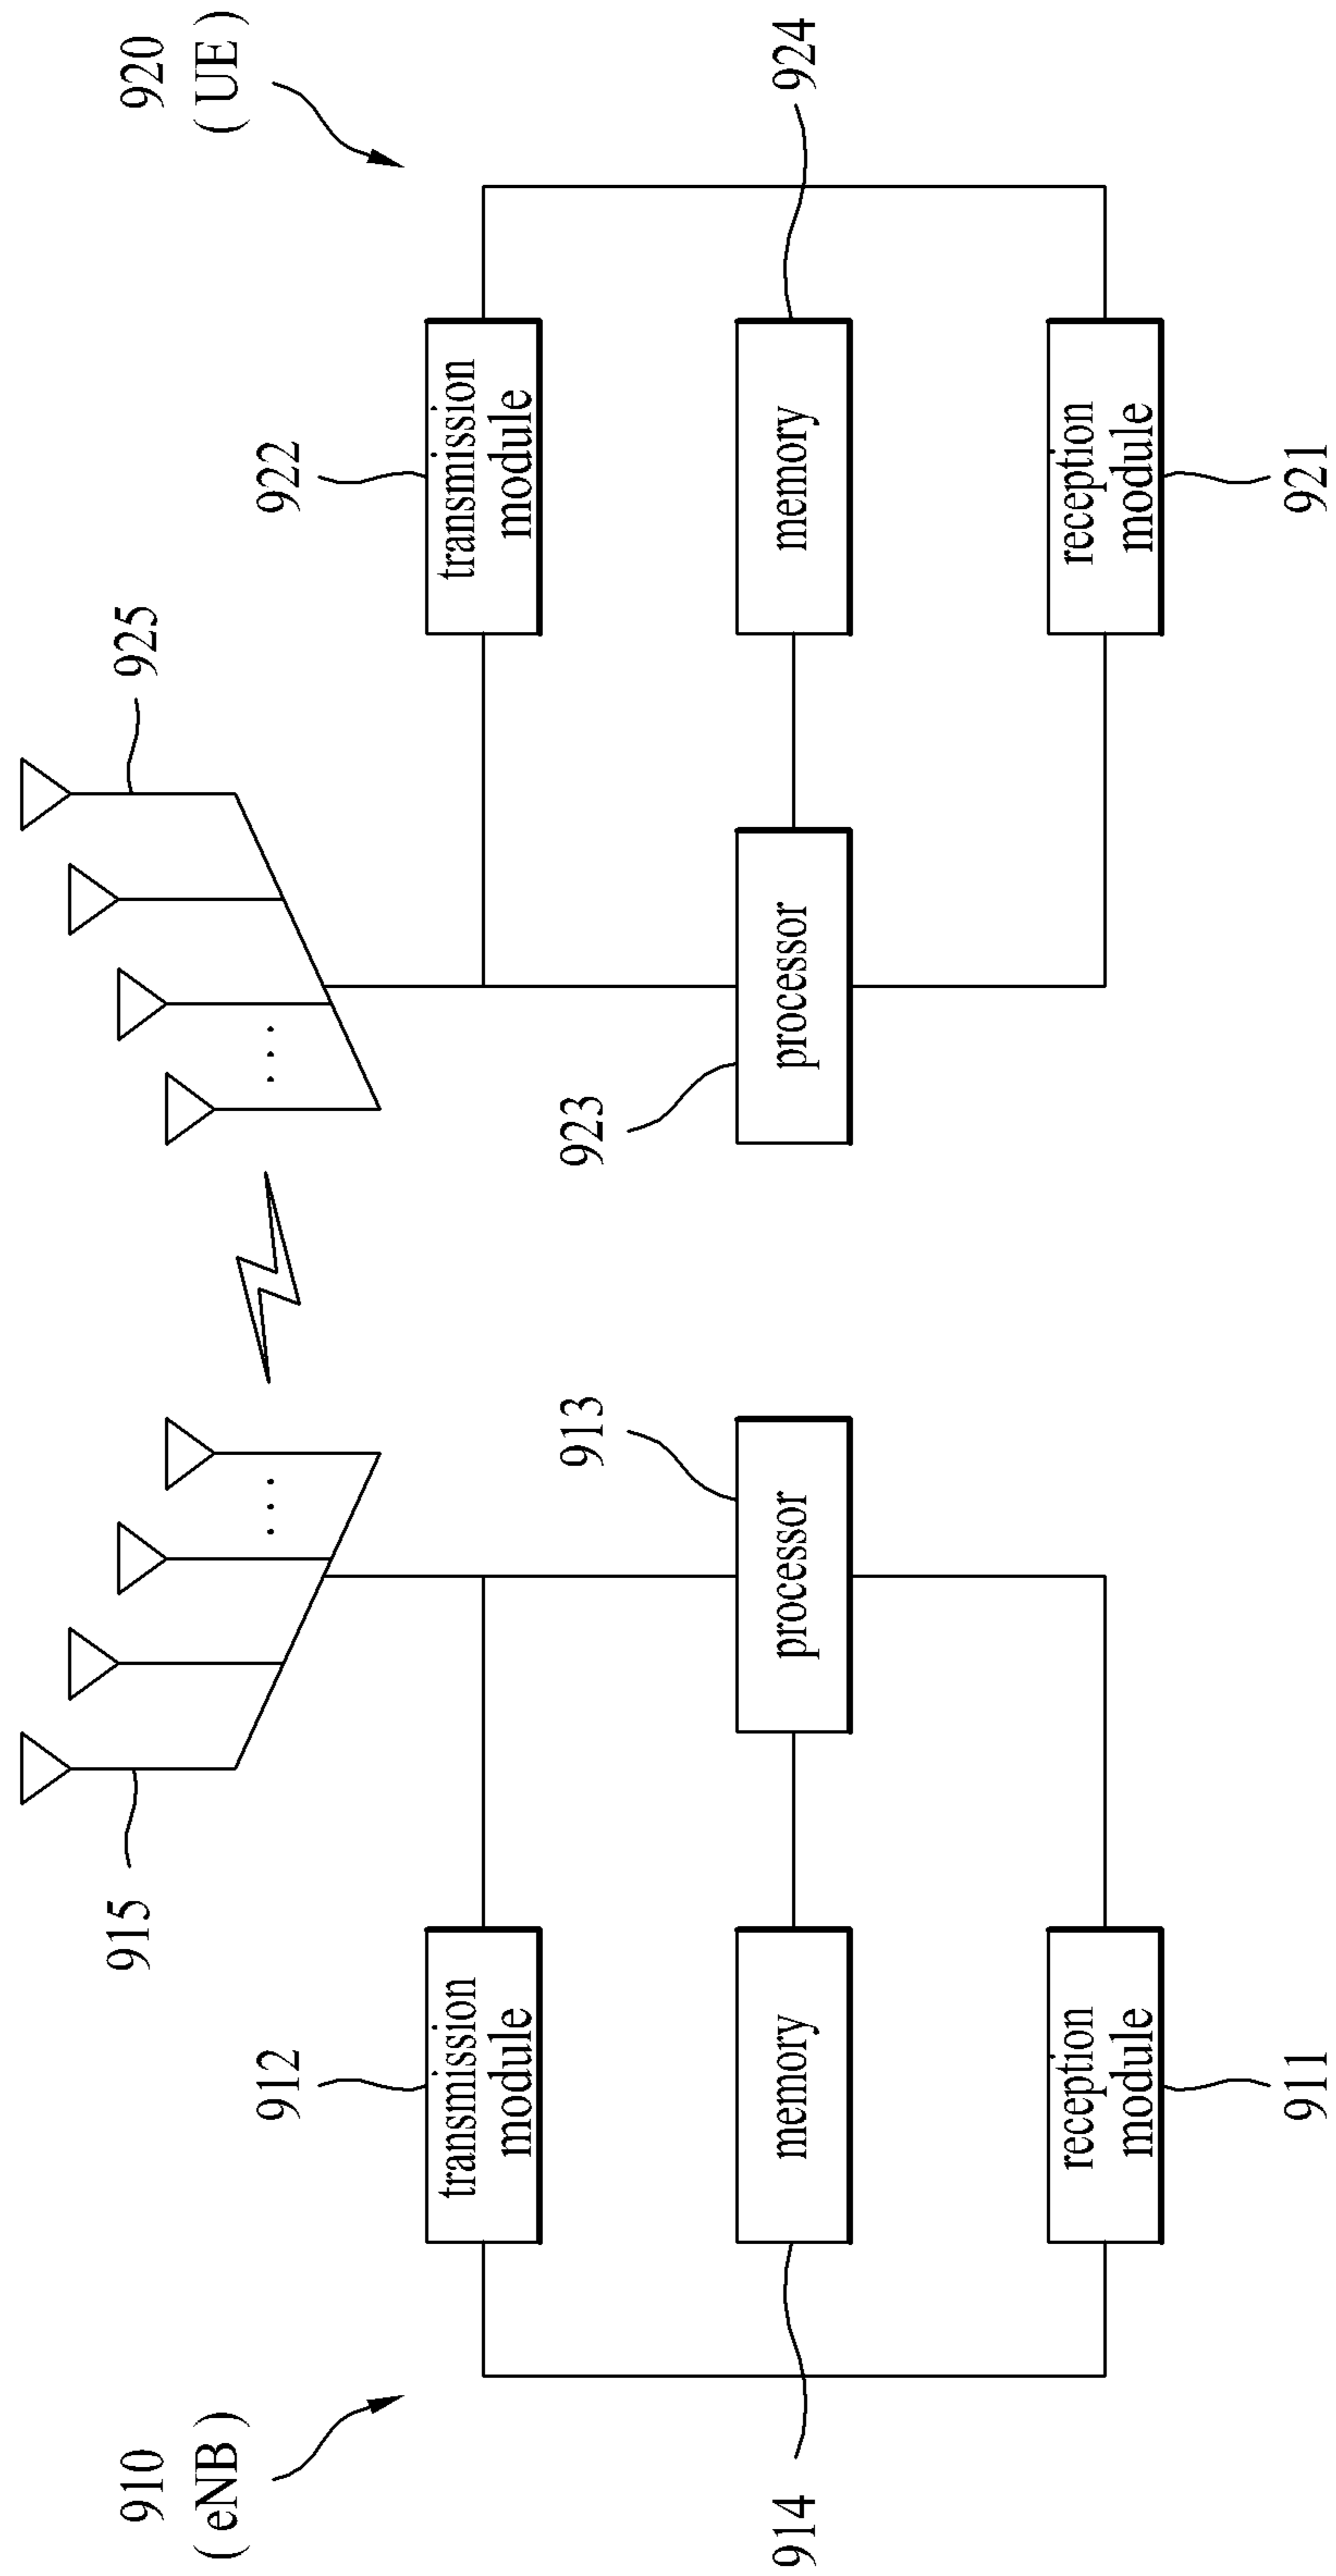 910
( eNB )
920
( UE )
915
925
912
922
transmission
module
transmission
module
913
923
914
924
memory
processor
processor
memory
reception
module
reception
module
911
921